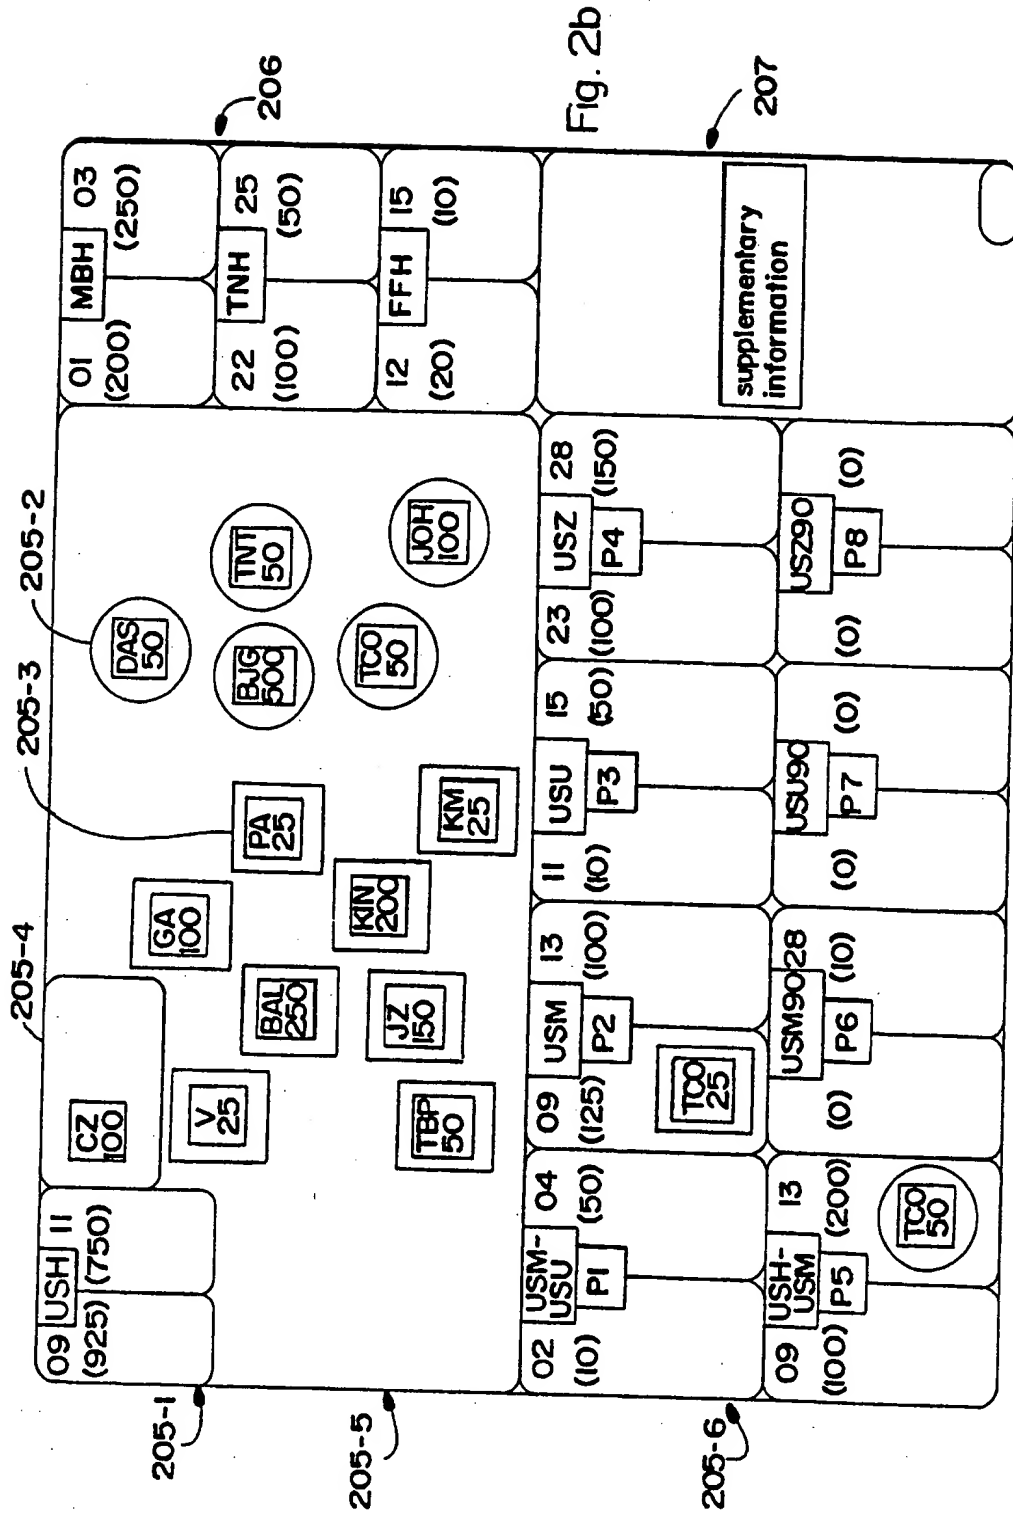 Fig. 2b
205-4
205-3
205-2
206
207
205-1
205-5
205-6
09 USH 11
(925) (750)
CZ
100
V
25
TBP
50
BAL
250
JZ
150
GA
100
KIN
200
PA
25
KM
25
DAS
50
BJG
500
TNT
50
TCO
50
JOH
100
01 MBH 03
(200) (250)
22 TNH 25
(100) (50)
12 FFH 15
(20) (10)
02 USM-USU 04
(10) P1 (50)
09 USM 13
(125) P2 (100)
TCO
25
11 USU 15
(10) P3 (50)
23 USZ 28
(100) P4 (150)
09 USH-USM 13
(100) P5 (200)
TCO
50
USM90 28
(0) P6 (10)
USU90
(0) P7 (0)
USZ90
(0) P8 (0)
supplementary
information